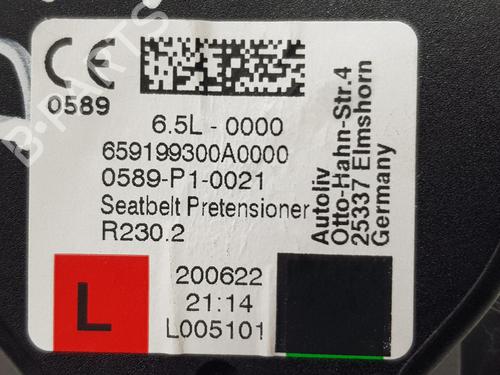 CE
0589
6.5L - 0000
659199300A0000
0589-P1-0021
Seatbelt Pretensioner
R230.2
L
200622
21:14
L005101
Autoliv
Otto-Hahn-Str.4
25337 Elmshorn
Germany
B-PARTS